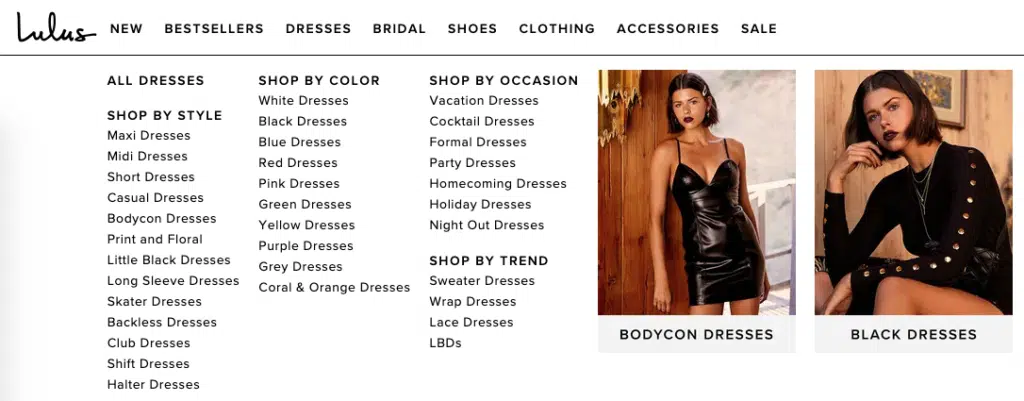 Lulus
NEW BESTSELLERS DRESSES BRIDAL SHOES CLOTHING ACCESSORIES SALE
ALL DRESSES
SHOP BY STYLE
Maxi Dresses
Midi Dresses
Short Dresses
Casual Dresses
Bodycon Dresses
Print and Floral
Little Black Dresses
Long Sleeve Dresses
Skater Dresses
Backless Dresses
Club Dresses
Shift Dresses
Halter Dresses
SHOP BY COLOR
White Dresses
Black Dresses
Blue Dresses
Red Dresses
Pink Dresses
Green Dresses
Yellow Dresses
Purple Dresses
Grey Dresses
Coral & Orange Dresses
SHOP BY OCCASION
Vacation Dresses
Cocktail Dresses
Formal Dresses
Party Dresses
Homecoming Dresses
Holiday Dresses
Night Out Dresses
SHOP BY TREND
Sweater Dresses
Wrap Dresses
Lace Dresses
LBDs
BODYCON DRESSES
BLACK DRESSES